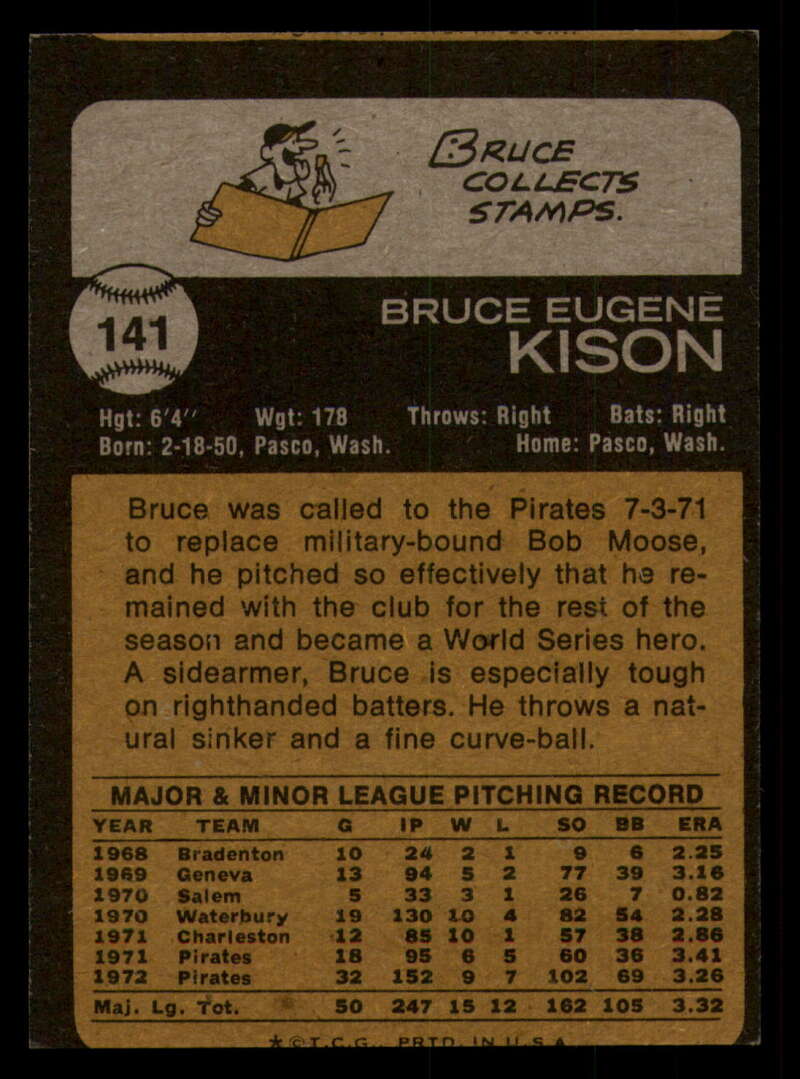 BRUCE
COLLECTS
STAMPS.
141
BRUCE EUGENE
KISON
Hgt: 6'4" Wgt: 178 Throws: Right Bats: Right
Born: 2-18-50, Pasco, Wash. Home: Pasco, Wash.
Bruce was called to the Pirates 7-3-71
to replace military-bound Bob Moose,
and he pitched so effectively that he re-
mained with the club for the rest of the
season and became a World Series hero.
A sidearmer, Bruce is especially tough
on righthanded batters. He throws a nat-
ural sinker and a fine curve-ball.
MAJOR & MINOR LEAGUE PITCHING RECORD
YEAR TEAM G IP W L SO BB ERA
1968 Bradenton 10 24 2 1 9 6 2.25
1969 Geneva 13 94 5 2 77 39 3.16
1970 Salem 5 33 3 1 26 7 0.82
1970 Waterbury 19 130 10 4 82 54 2.28
1971 Charleston 12 85 10 1 57 38 2.86
1971 Pirates 18 95 6 5 60 36 3.41
1972 Pirates 32 152 9 7 102 69 3.26
Maj. Lg. Tot. 50 247 15 12 162 105 3.32
★ © T.C.G. PRTD. IN U.S.A.